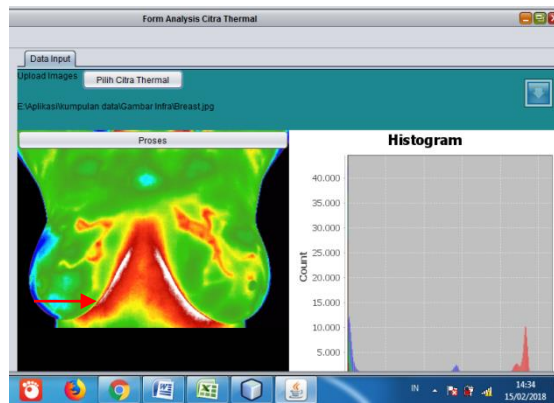 Form Analysis Citra Thermal
Data Input
Upload Images
Pilih Citra Thermal
E:\Aplikasi\kumpulan data\Gambar Infra\Breast.jpg
Proses
Histogram
40.000
35.000
30.000
25.000
20.000
15.000
10.000
5.000
Count
IN
14:34
15/02/2018